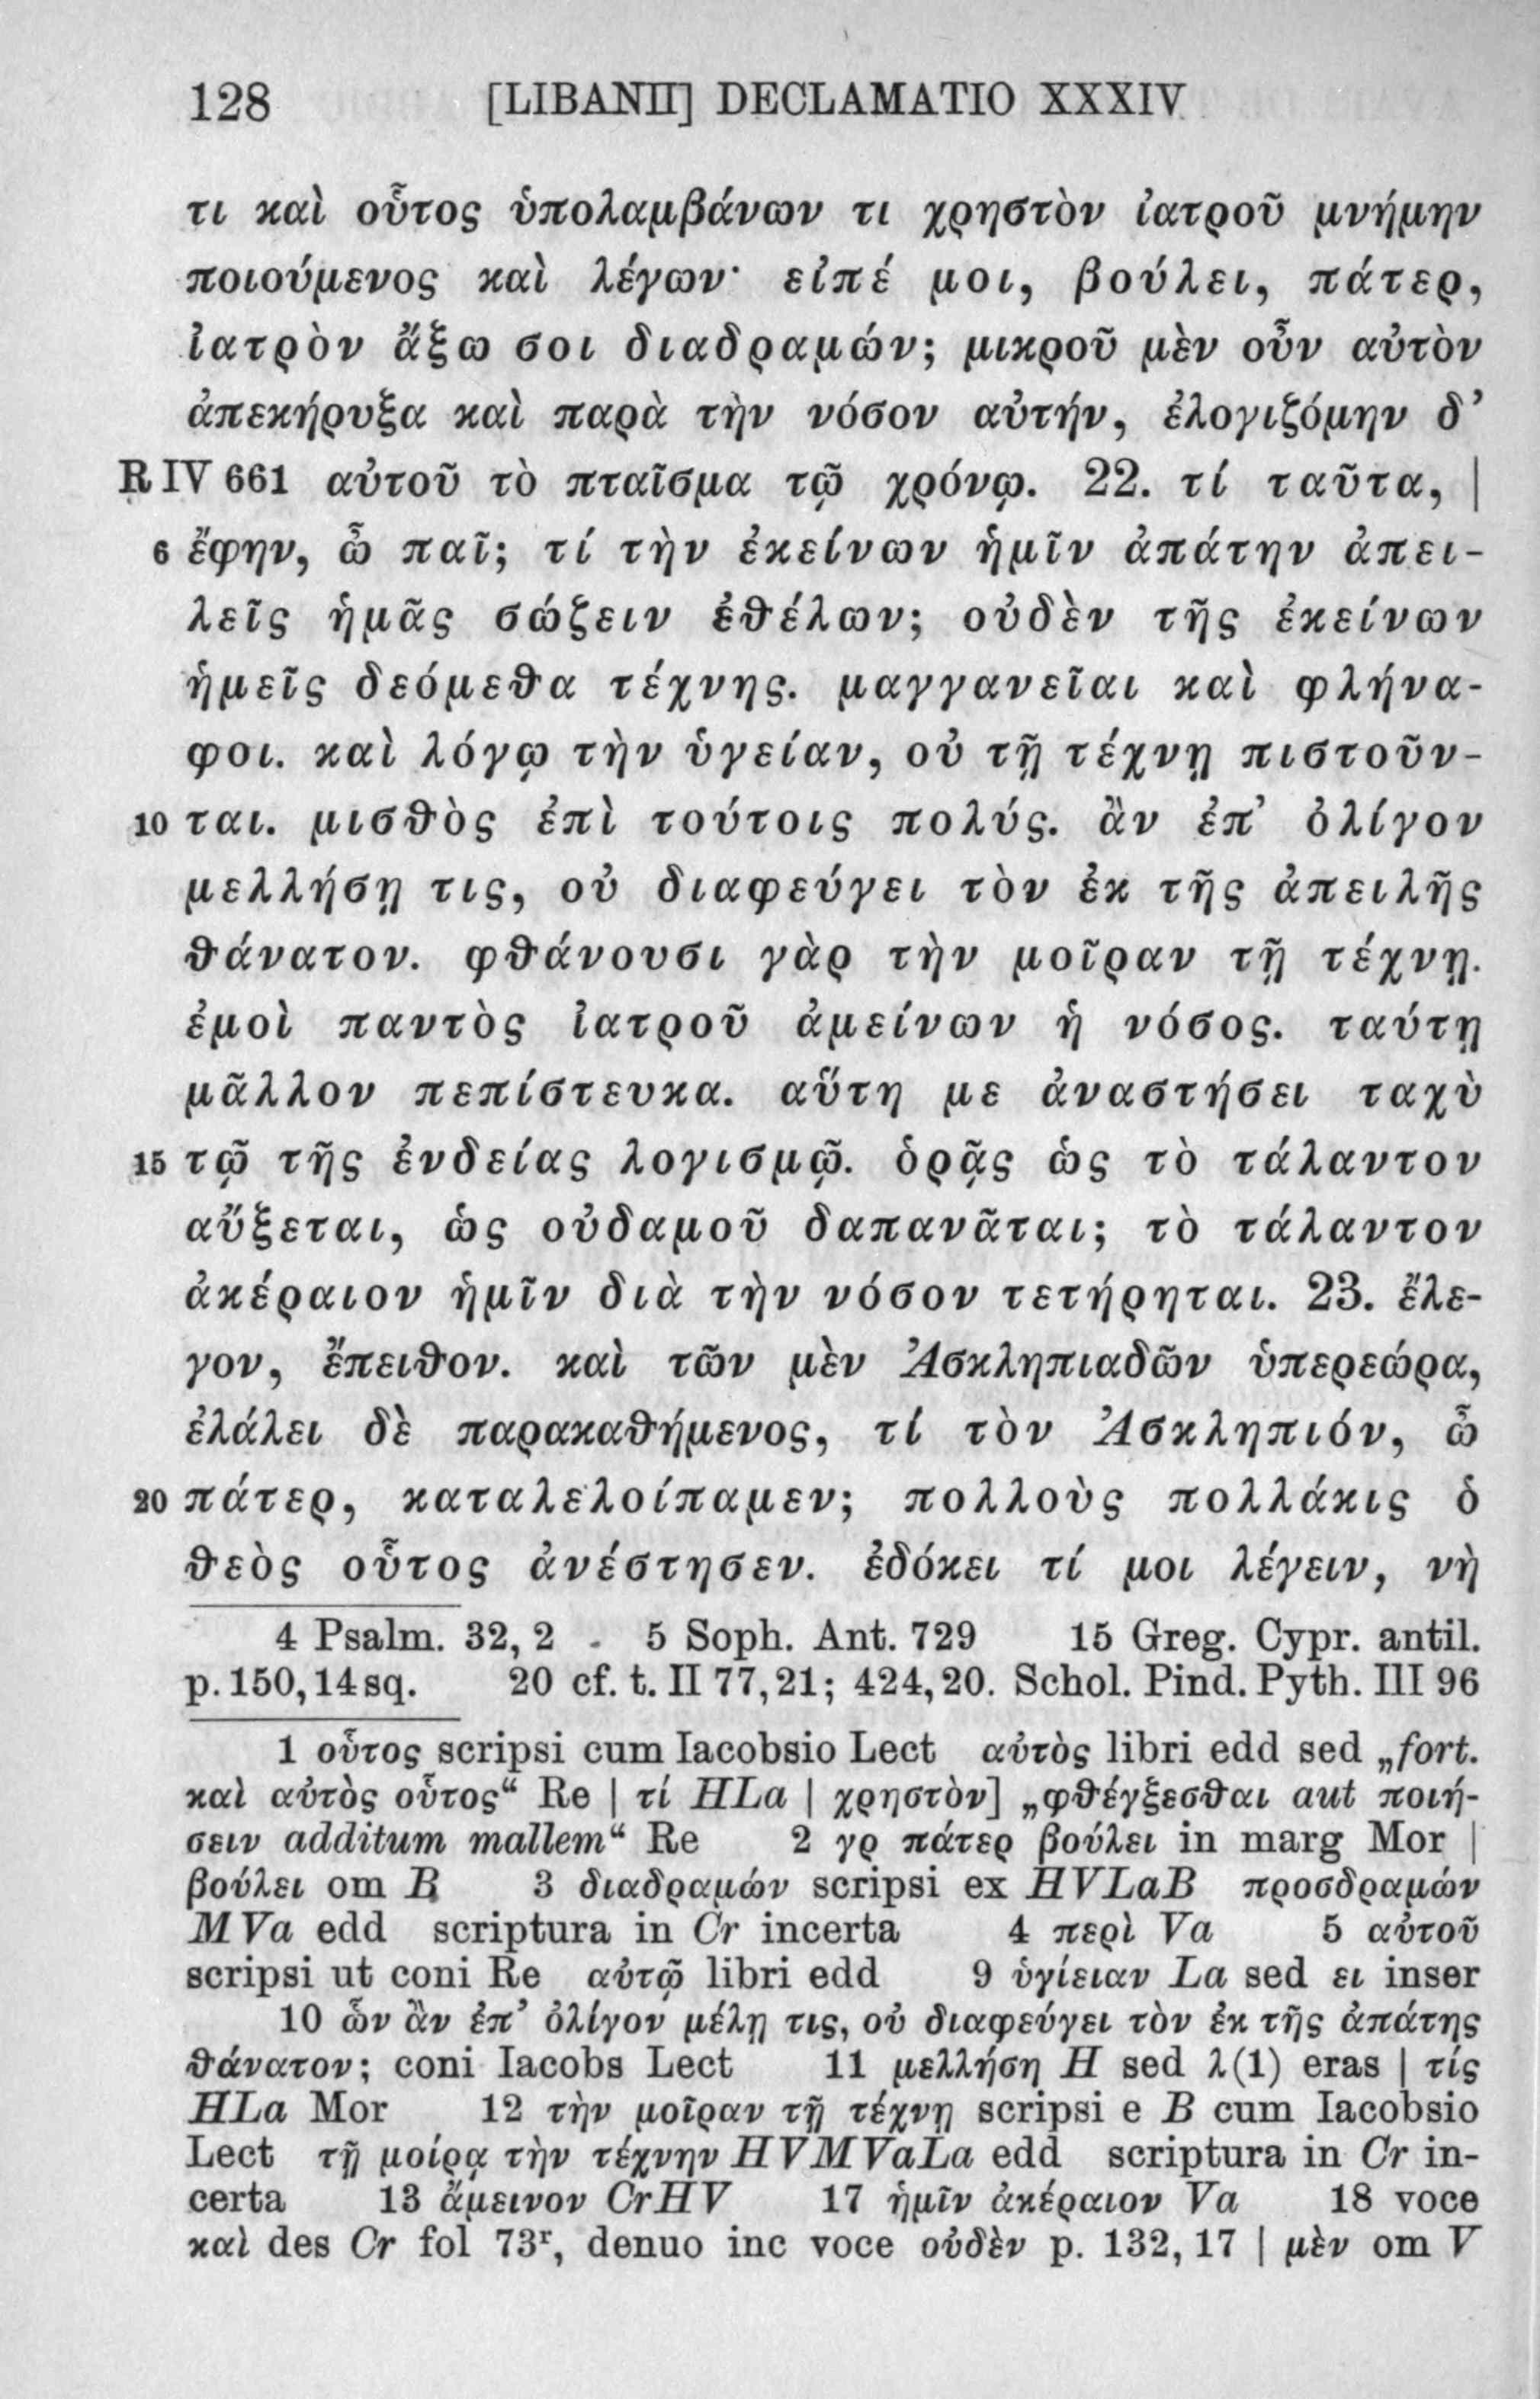 128 [LIBANII] DECLAMATIO XXXIV
τι καὶ οὗτος ὑπολαμβάνων τι χρηστὸν ἰατροῦ μνήμην
ποιούμενος καὶ λέγων· εἰπέ μοι, βούλει, πάτερ,
ἰατρὸν ἄξω σοι διαδραμών; μικροῦ μὲν οὖν αὐτὸν
ἀπεκήρυξα καὶ παρὰ τὴν νόσον αὐτήν, ἐλογιζόμην δ’
R IV 661 αὐτοῦ τὸ πταῖσμα τῷ χρόνῳ. 22. τί ταῦτα, |
6 ἔφην, ὦ παῖ; τί τὴν ἐκείνων ἡμῖν ἀπάτην ἀπει-
λεῖς ἡμᾶς σώζειν ἐθέλων; οὐδὲν τῆς ἐκείνων
ἡμεῖς δεόμεθα τέχνης. μαγγανεῖαι καὶ φλήνα-
φοι. καὶ λόγῳ τὴν ὑγείαν, οὐ τῇ τέχνῃ πιστοῦν-
10 ται. μισθὸς ἐπὶ τούτοις πολύς. ἂν ἐπ’ ὀλίγον
μελλήσῃ τις, οὐ διαφεύγει τὸν ἐκ τῆς ἀπειλῆς
θάνατον. φθάνουσι γὰρ τὴν μοῖραν τῇ τέχνῃ.
ἐμοὶ παντὸς ἰατροῦ ἀμείνων ἡ νόσος. ταύτῃ
μᾶλλον πεπίστευκα. αὕτη με ἀναστήσει ταχὺ
15 τῷ τῆς ἐνδείας λογισμῷ. ὁρᾷς ὡς τὸ τάλαντον
αὔξεται, ὡς οὐδαμοῦ δαπανᾶται; τὸ τάλαντον
ἀκέραιον ἡμῖν διὰ τὴν νόσον τετήρηται. 23. ἔλε-
γον, ἔπειθον. καὶ τῶν μὲν Ἀσκληπιαδῶν ὑπερεώρα,
ἐλάλει δὲ παρακαθήμενος, τί τὸν Ἀσκληπιόν, ὦ
20 πάτερ, καταλελοίπαμεν; πολλοὺς πολλάκις ὁ
θεὸς οὗτος ἀνέστησεν. ἐδόκει τί μοι λέγειν, νὴ
4 Psalm. 32, 2 5 Soph. Ant. 729 15 Greg. Cypr. antil.
p. 150, 14 sq. 20 cf. t. II 77, 21; 424, 20. Schol. Pind. Pyth. III 96
1 οὗτος scripsi cum Iacobsio Lect αὐτὸς libri edd sed „fort.
καὶ αὐτὸς οὗτος“ Re | τί HLa | χρηστὸν] „φθέγξεσθαι aut ποιή-
σειν additum mallem“ Re 2 γρ πάτερ βούλει in marg Mor |
βούλει om B 3 διαδραμών scripsi ex HVLaB προσδραμών
MVa edd scriptura in Cr incerta 4 περὶ Va 5 αὐτοῦ
scripsi ut coni Re αὐτῷ libri edd 9 ὑγίειαν La sed ει inser
10 ὧν ἂν ἐπ’ ὀλίγον μέλῃ τις, οὐ διαφεύγει τὸν ἐκ τῆς ἀπάτης
θάνατον; coni Iacobs Lect 11 μελλήσῃ H sed λ(1) eras | τίς
HLa Mor 12 τὴν μοῖραν τῇ τέχνῃ scripsi e B cum Iacobsio
Lect τῇ μοίρᾳ τὴν τέχνην HVMVaLa edd scriptura in Cr in-
certa 13 ἄμεινον CrHV 17 ἡμῖν ἀκέραιον Va 18 voce
καὶ des Cr fol 73r, denuo inc voce οὐδὲν p. 132, 17 | μὲν om V